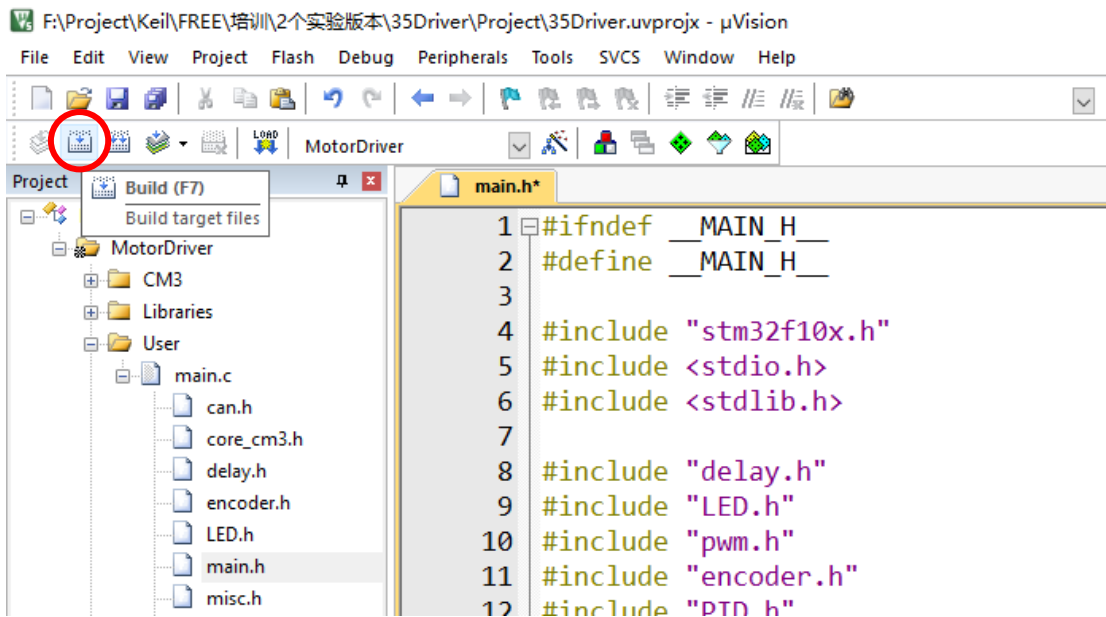 F:\Project\Keil\FREE\培训\2个实验版本\35Driver\Project\35Driver.uvprojx - µVision
File Edit View Project Flash Debug Peripherals Tools SVCS Window Help
LOAD MotorDriver
Project
Build (F7)
Build target files
MotorDriver
CM3
Libraries
User
main.c
can.h
core_cm3.h
delay.h
encoder.h
LED.h
main.h
misc.h
main.h*
1 #ifndef __MAIN_H__
2 #define __MAIN_H__
3
4 #include "stm32f10x.h"
5 #include <stdio.h>
6 #include <stdlib.h>
7
8 #include "delay.h"
9 #include "LED.h"
10 #include "pwm.h"
11 #include "encoder.h"
12 #include "PID.h"